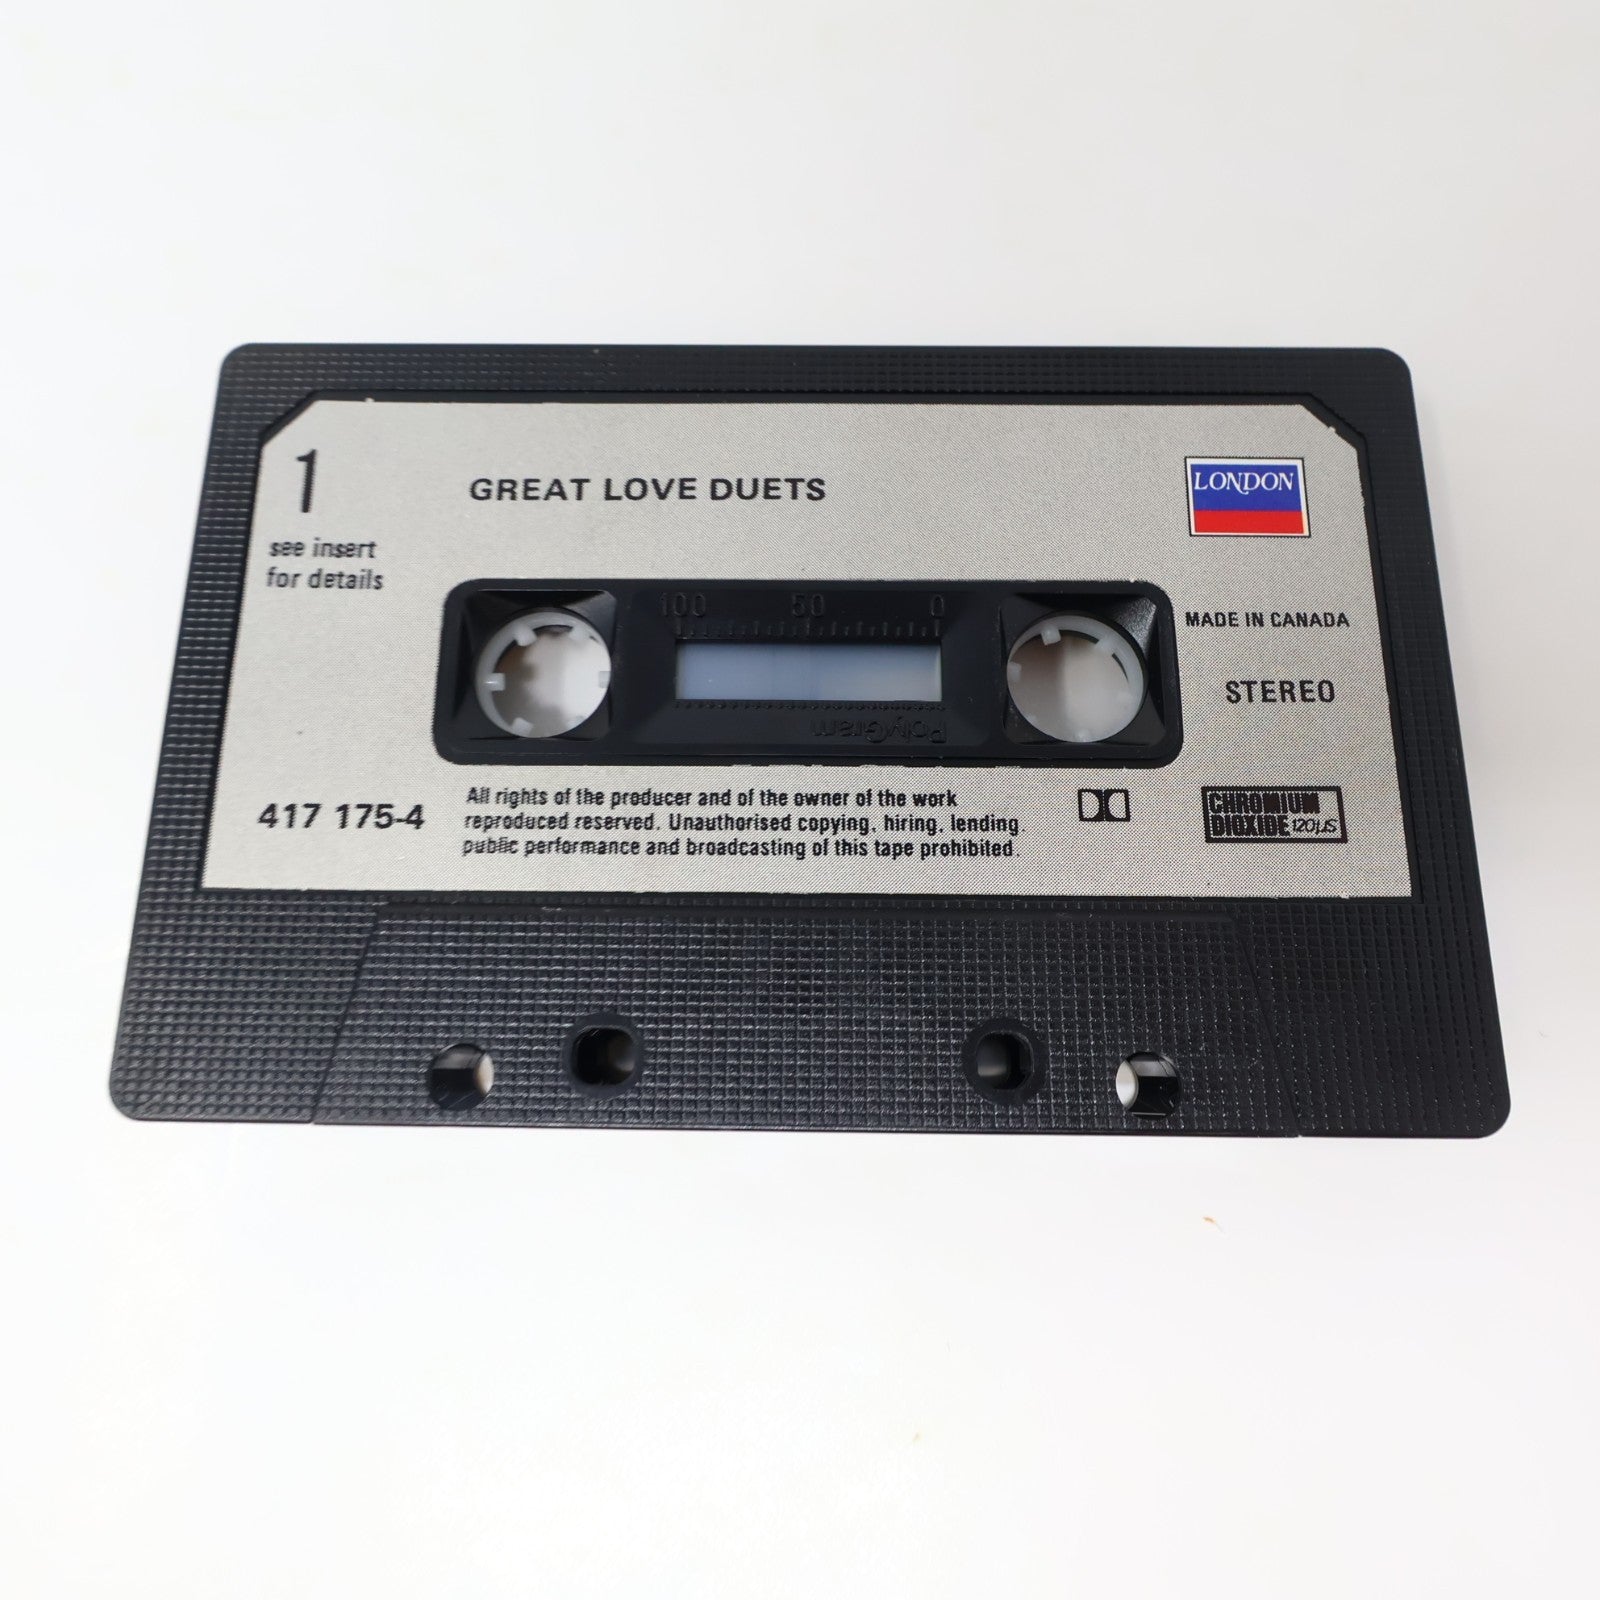 1
GREAT LOVE DUETS
LONDON
see insert
for details
100 50 0
MADE IN CANADA
STEREO
PolyGram
417 175-4
All rights of the producer and of the owner of the work
reproduced reserved. Unauthorised copying, hiring, lending.
public performance and broadcasting of this tape prohibited.
CHROMIUM
DIOXIDE 120µS